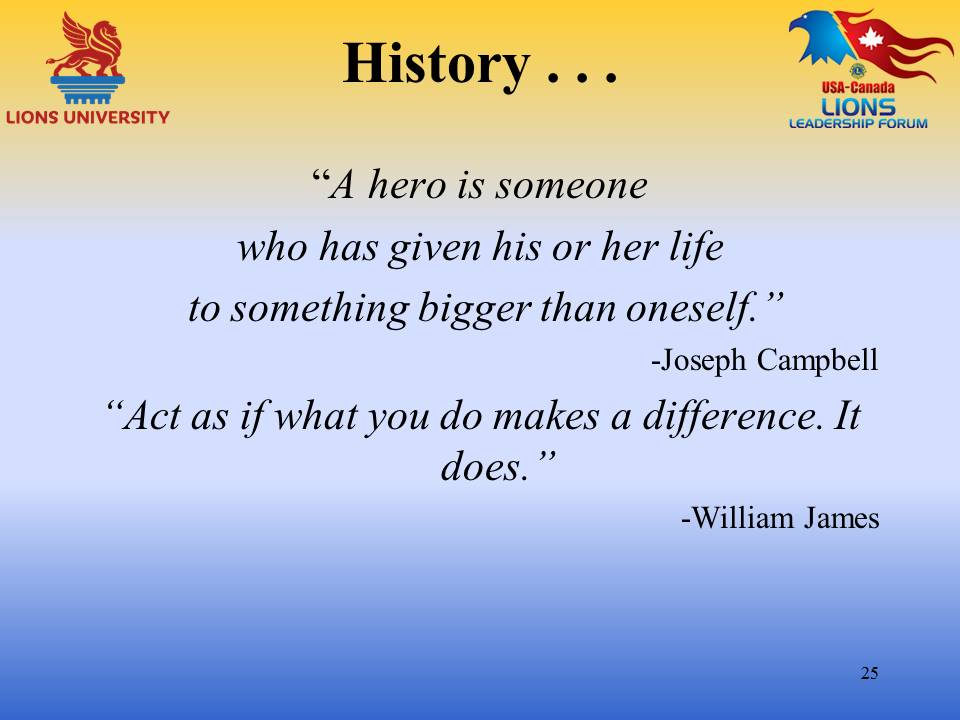 History . . .
LIONS UNIVERSITY
USA-Canada
LIONS
LEADERSHIP FORUM
“A hero is someone
who has given his or her life
to something bigger than oneself.”
-Joseph Campbell
“Act as if what you do makes a difference. It
does.”
-William James
25